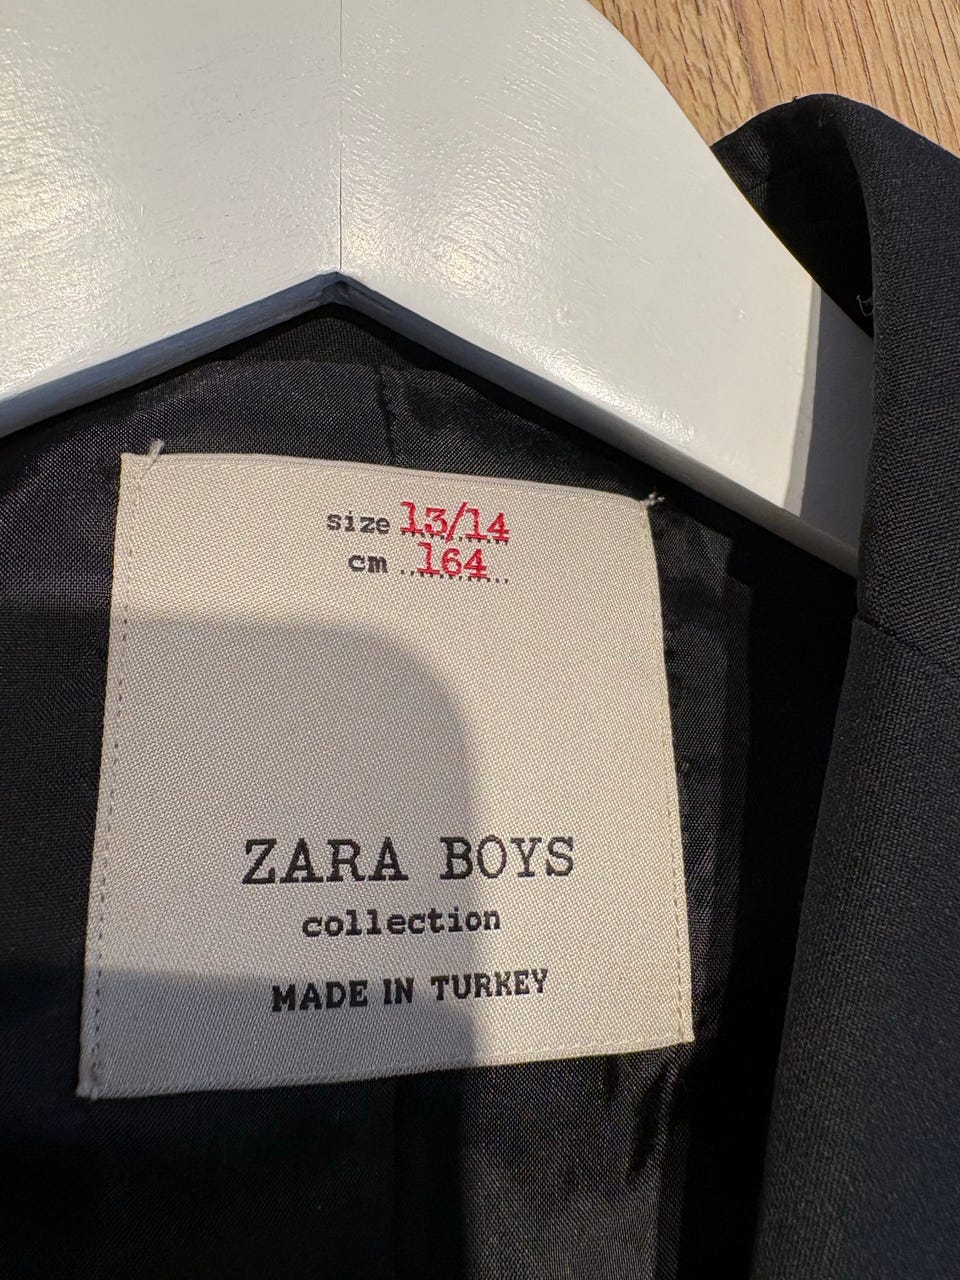 size 13/14
cm 164
ZARA BOYS
collection
MADE IN TURKEY